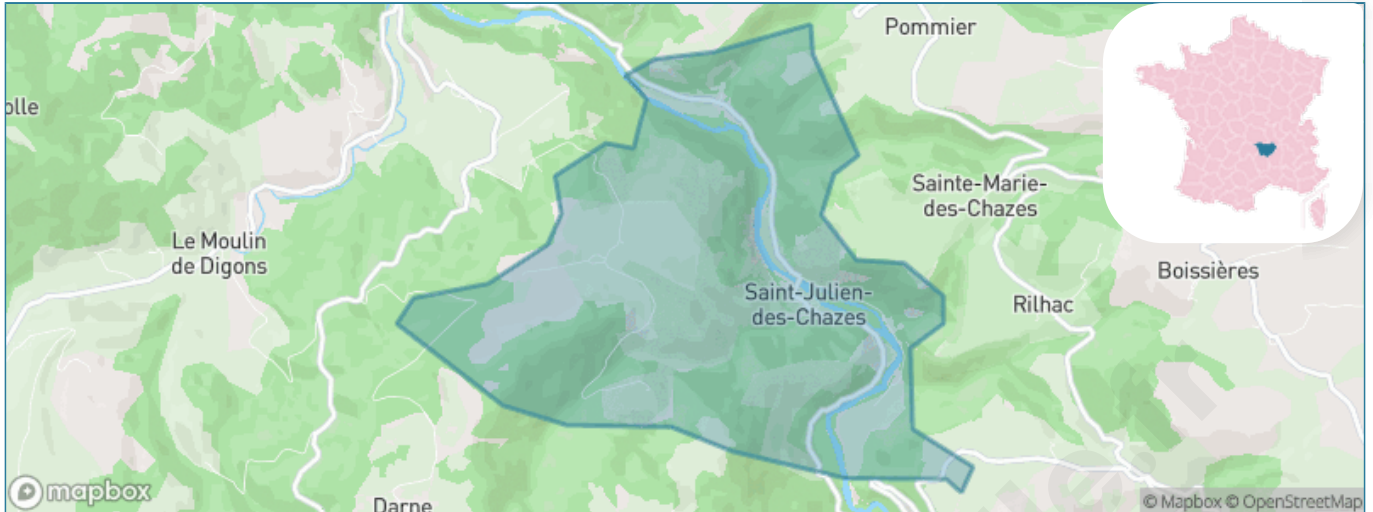 Pommier
olle
Sainte-Marie-
des-Chazes
Le Moulin
de Digons
Boissières
Saint-Julien-
des-Chazes
Rilhac
Darne
mapbox
© Mapbox © OpenStreetMap